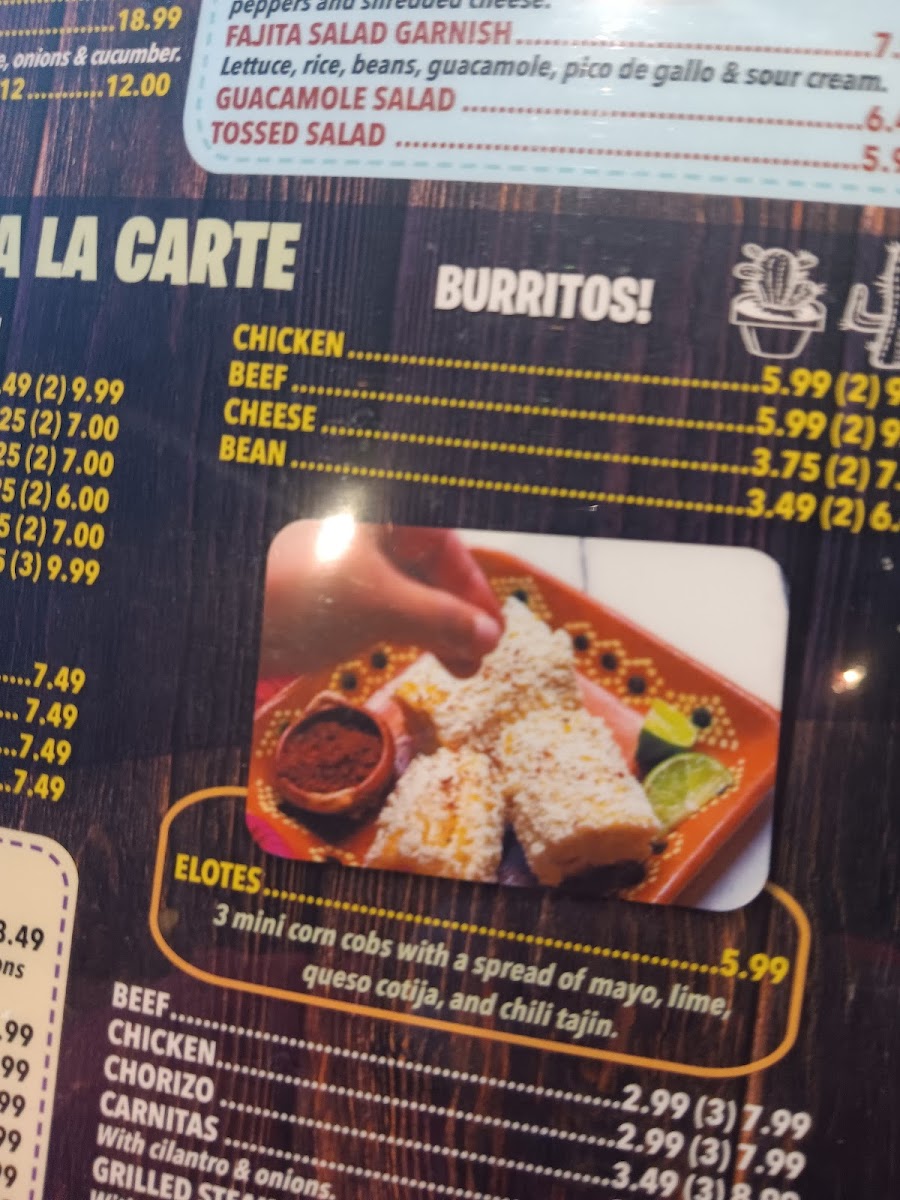 18.99
onions & cucumber.
12...........12.00
peppers and shredded cheese.
FAJITA SALAD GARNISH
Lettuce, rice, beans, guacamole, pico de gallo & sour cream.
GUACAMOLE SALAD
TOSSED SALAD
A LA CARTE
(2) 9.99
(2) 7.00
(2) 7.00
(2) 6.00
(2) 7.00
(3) 9.99
7.49
7.49
7.49
7.49
BURRITOS!
CHICKEN 5.99 (2)
BEEF 5.99 (2)
CHEESE 3.75 (2)
BEAN 3.49 (2)
ELOTES 5.99
3 mini corn cobs with a spread of mayo, lime,
queso cotija, and chili tajin.
BEEF 2.99 (3) 7.99
CHICKEN 2.99 (3) 7.99
CHORIZO 3.49 (3)
CARNITAS
With cilantro & onions.
GRILLED